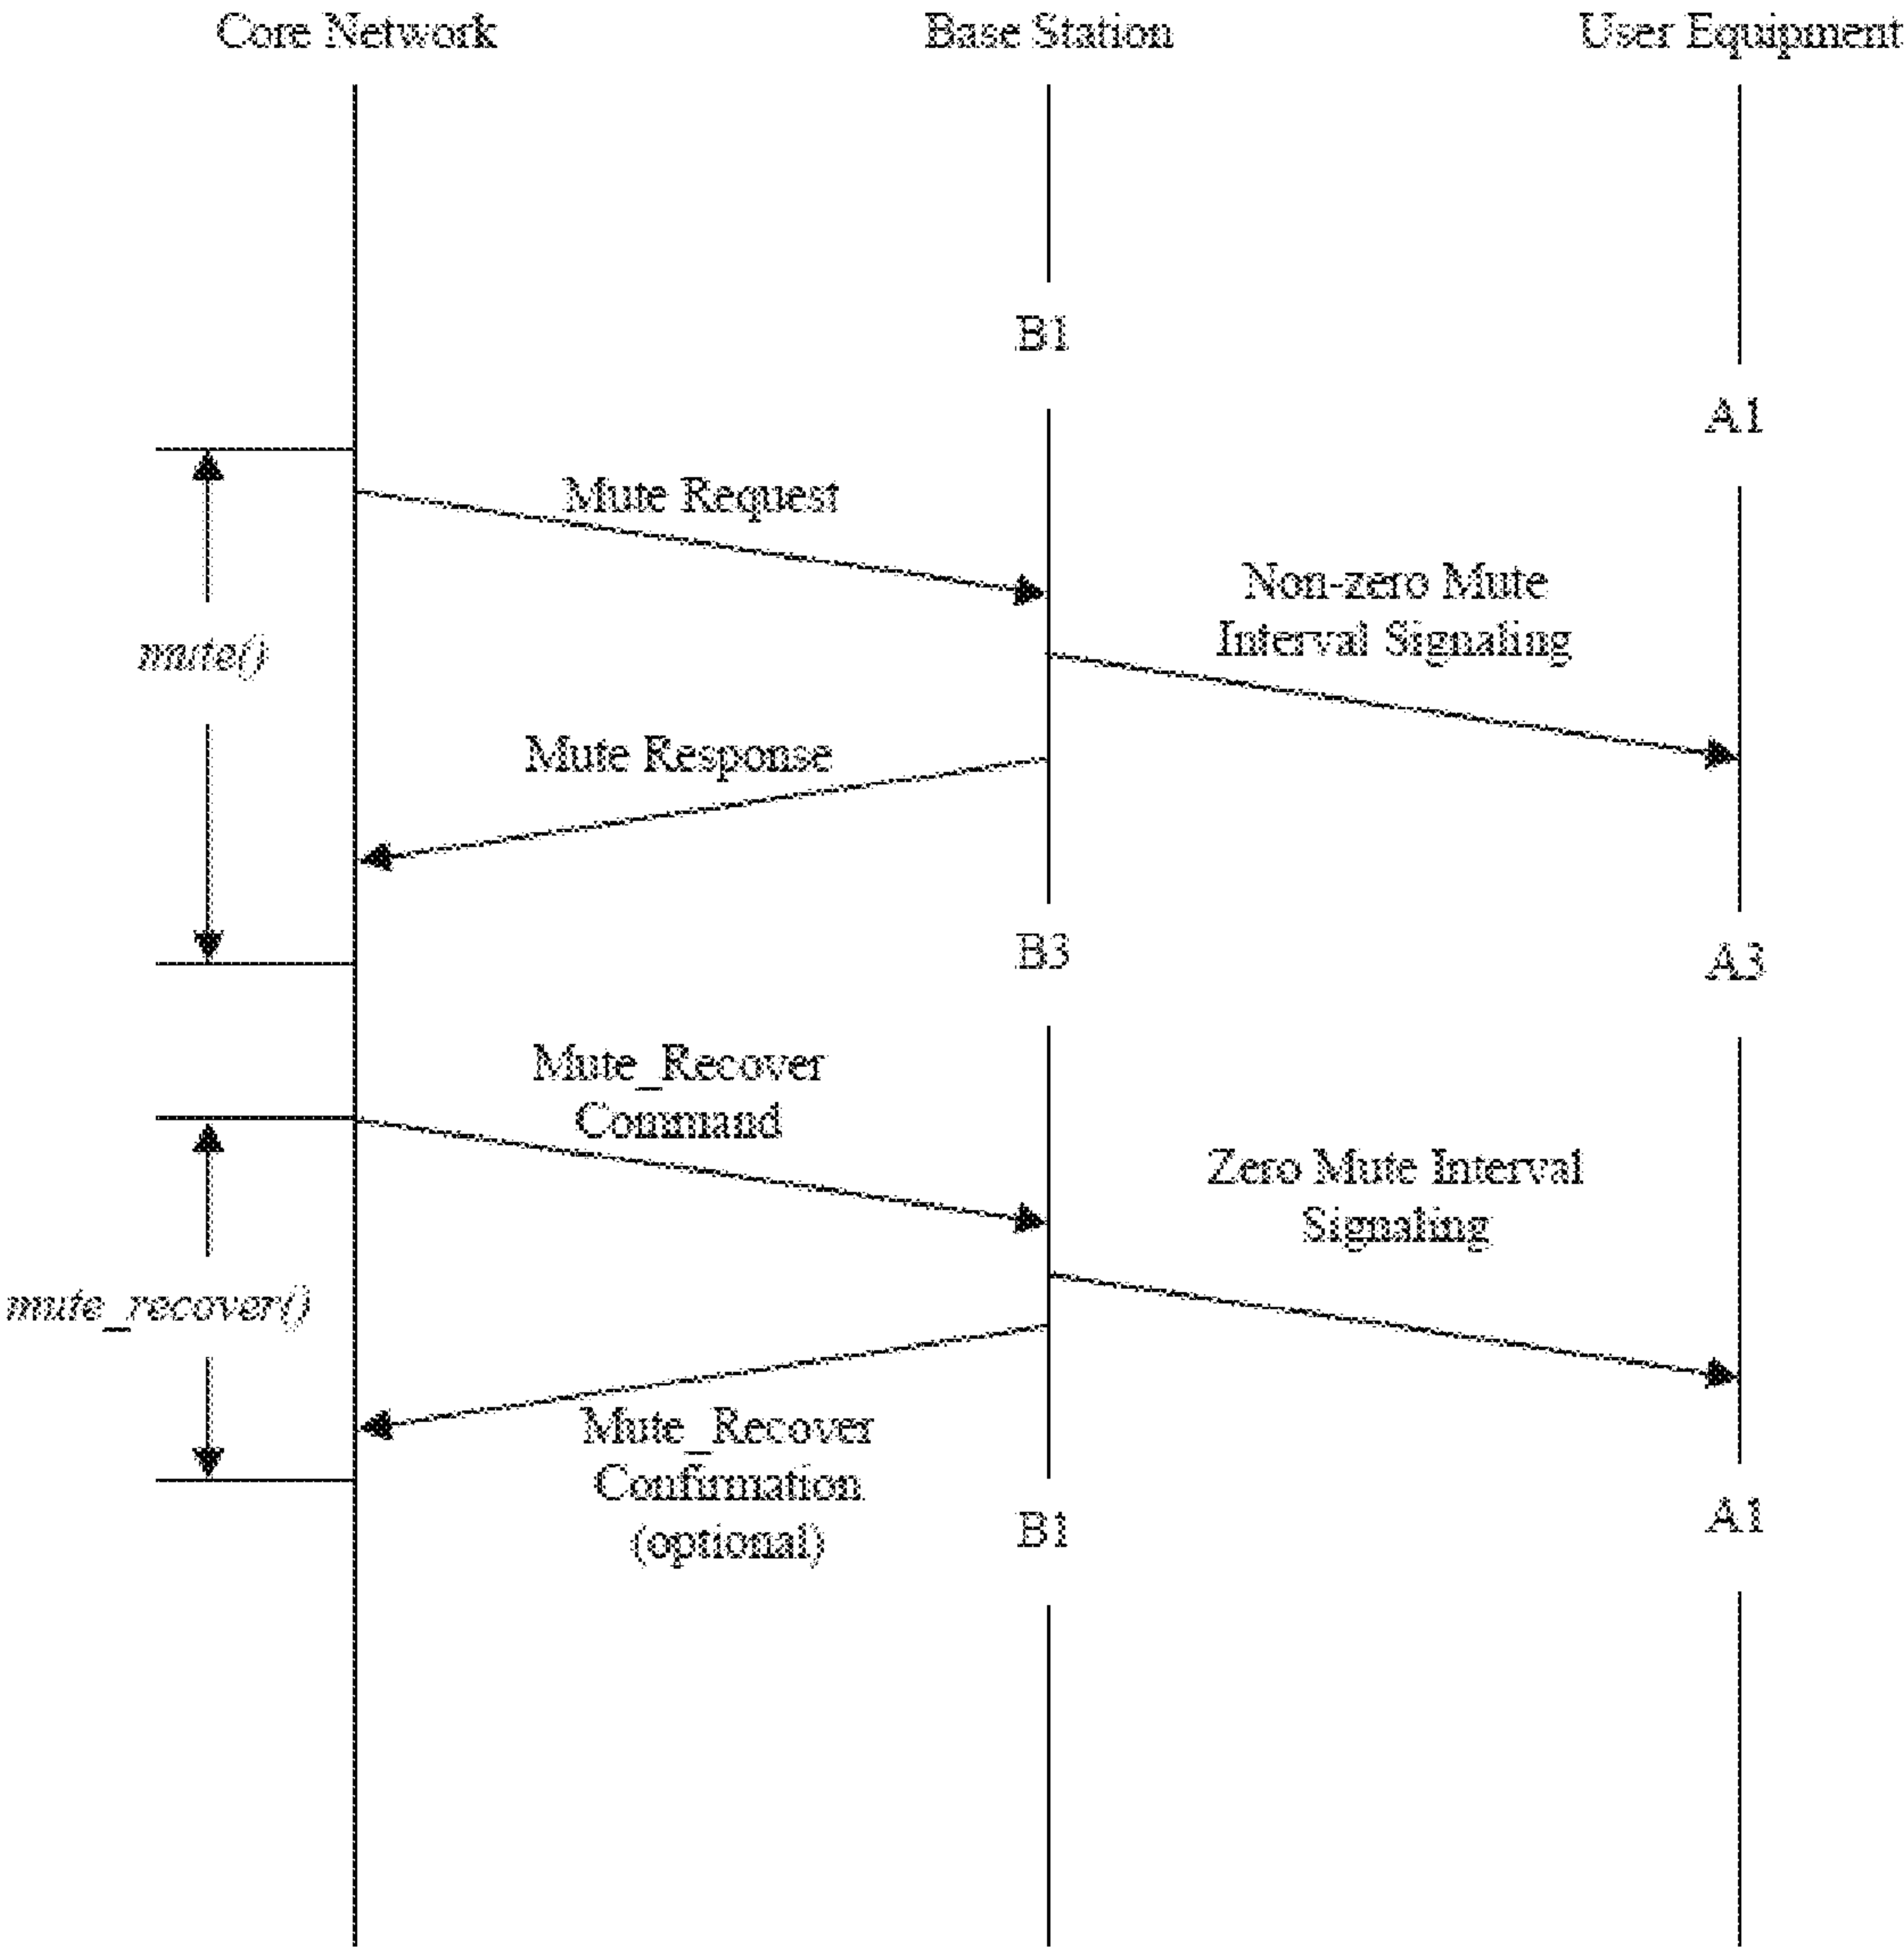 Core Network
Base Station
User Equipment
B1
A1
Mute Request
Non-zero Mute
Interval Signaling
mute()
Mute Response
B3
A3
Mute_Recover
Command
Zero Mute Interval
Signaling
mute_recover()
Mute_Recover
Confirmation
(optional)
B1
A1